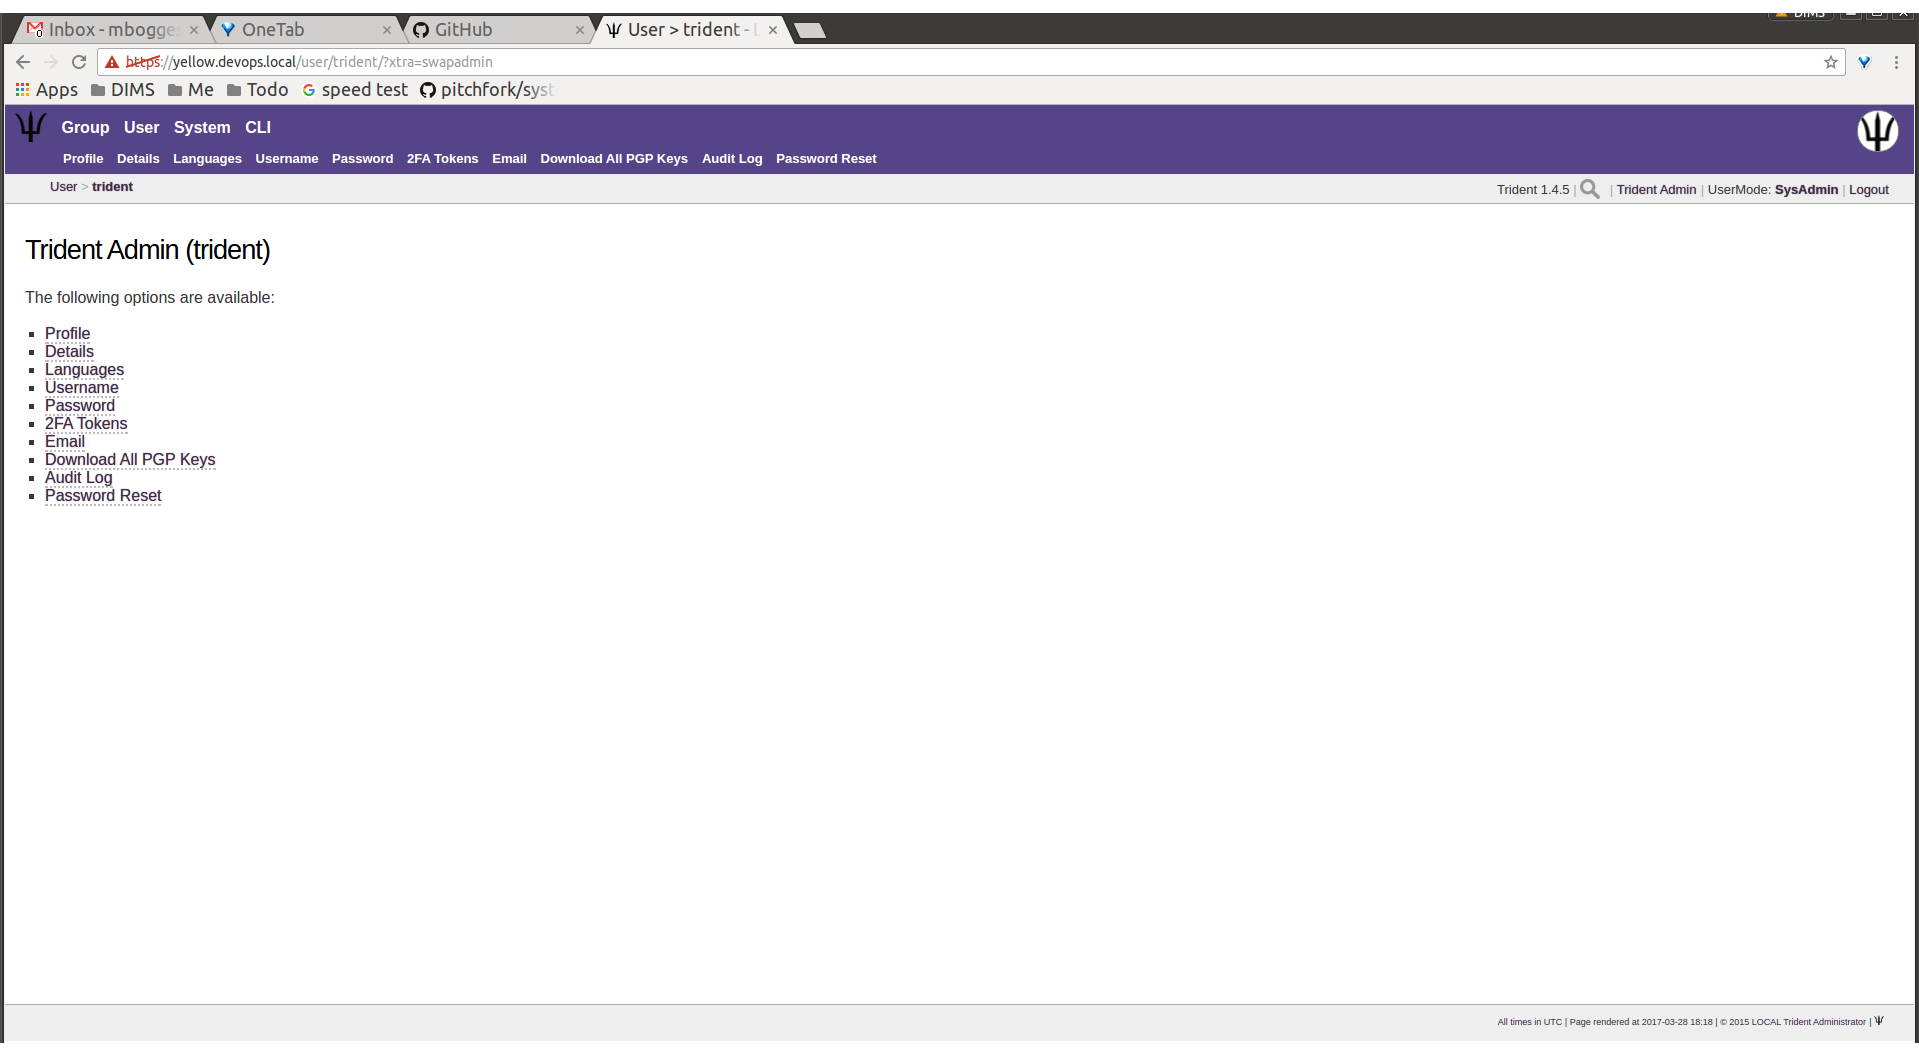 DIMS
Inbox - mbogge
OneTab
GitHub
User > trident -
https://yellow.devops.local/user/trident/?xtra=swapadmin
Apps DIMS Me Todo speed test pitchfork/syst
Group User System CLI
Profile Details Languages Username Password 2FA Tokens Email Download All PGP Keys Audit Log Password Reset
User > trident
Trident 1.4.5 | | Trident Admin | UserMode: SysAdmin | Logout
Trident Admin (trident)
The following options are available:
Profile
Details
Languages
Username
Password
2FA Tokens
Email
Download All PGP Keys
Audit Log
Password Reset
All times in UTC | Page rendered at 2017-03-28 18:18 | © 2015 LOCAL Trident Administrator |